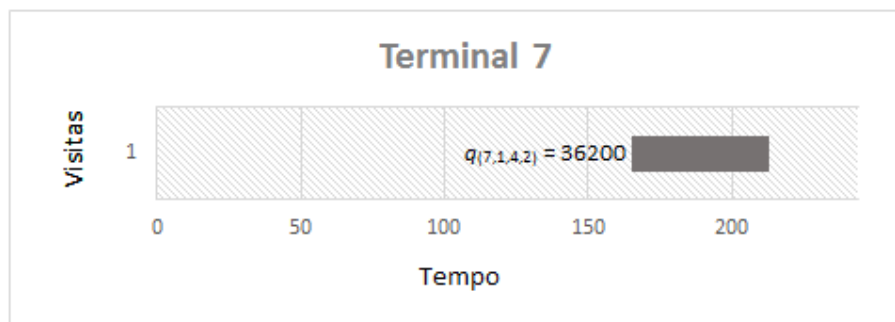 Terminal 7
Visitas
1
q(7,1,4,2) = 36200
0 50 100 150 200
Tempo